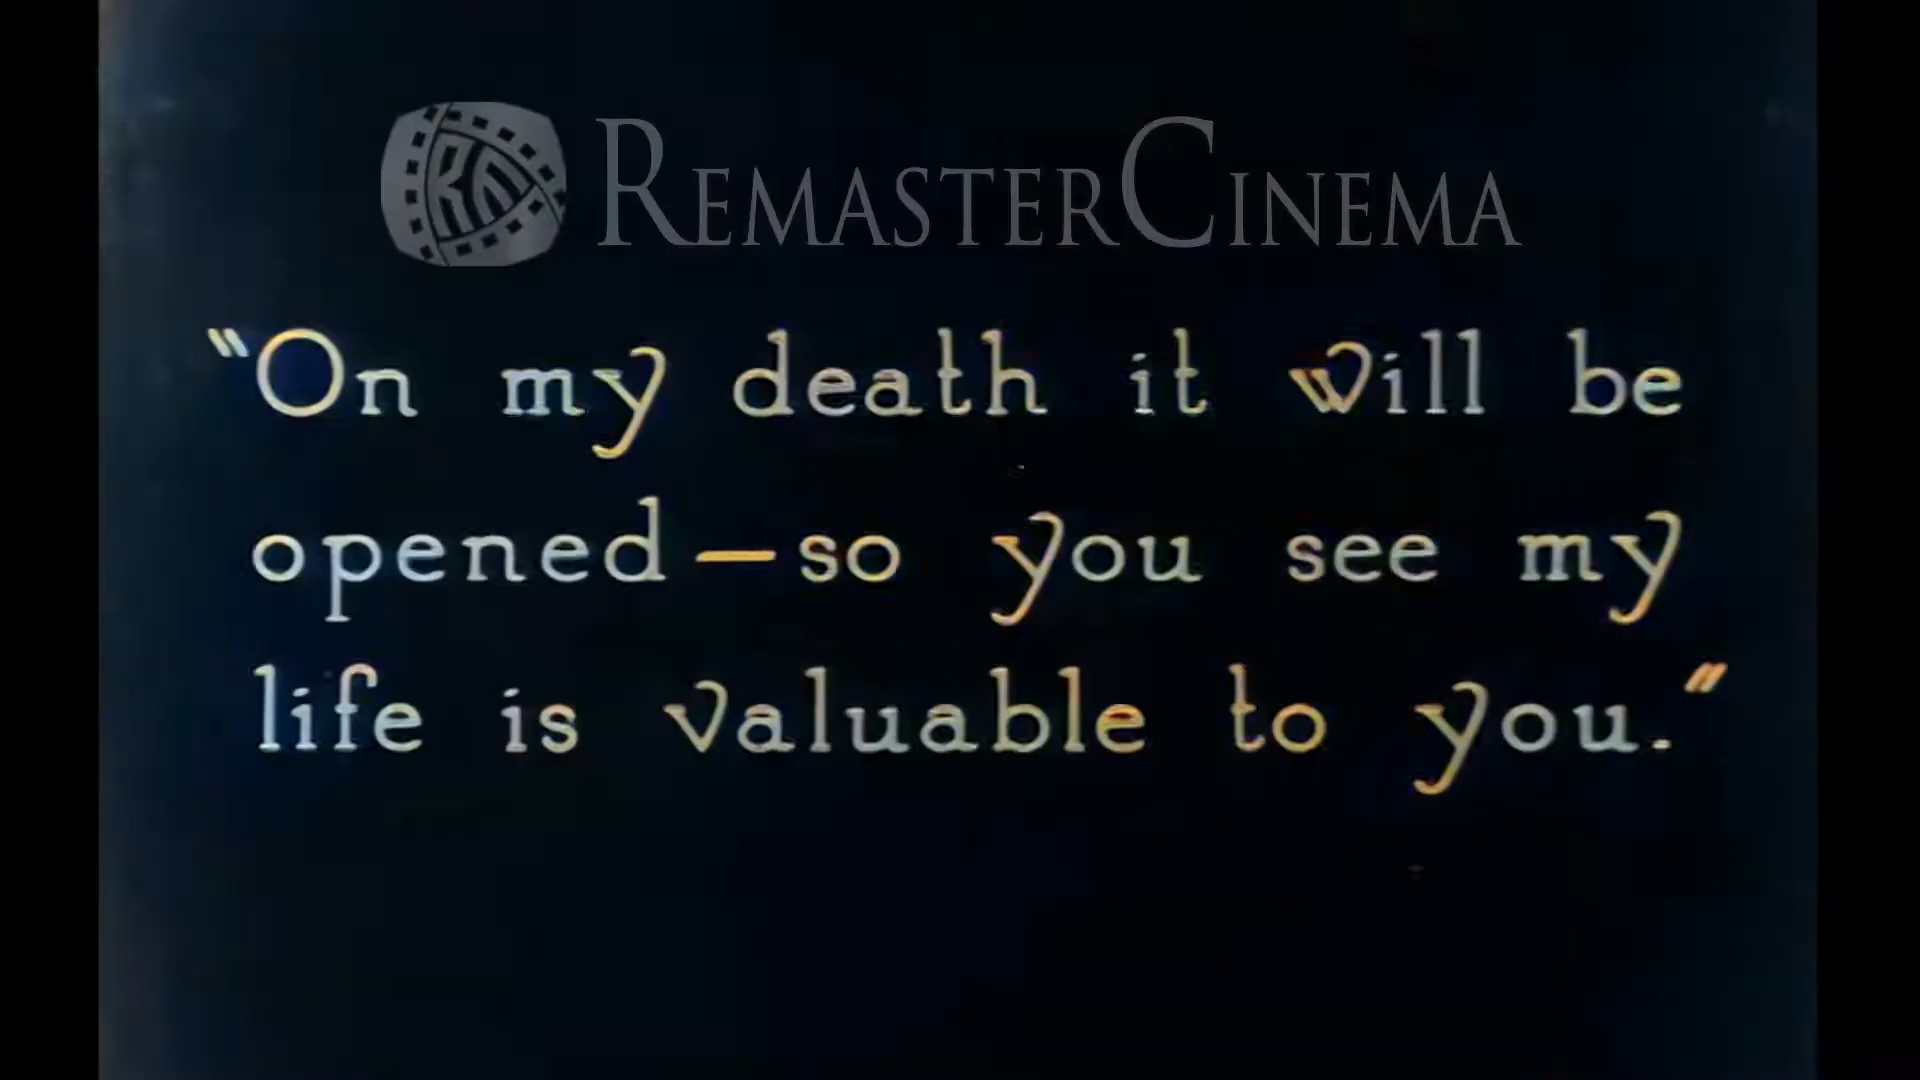 REMASTERCINEMA
"On my death it will be
opened—so you see my
life is valuable to you."